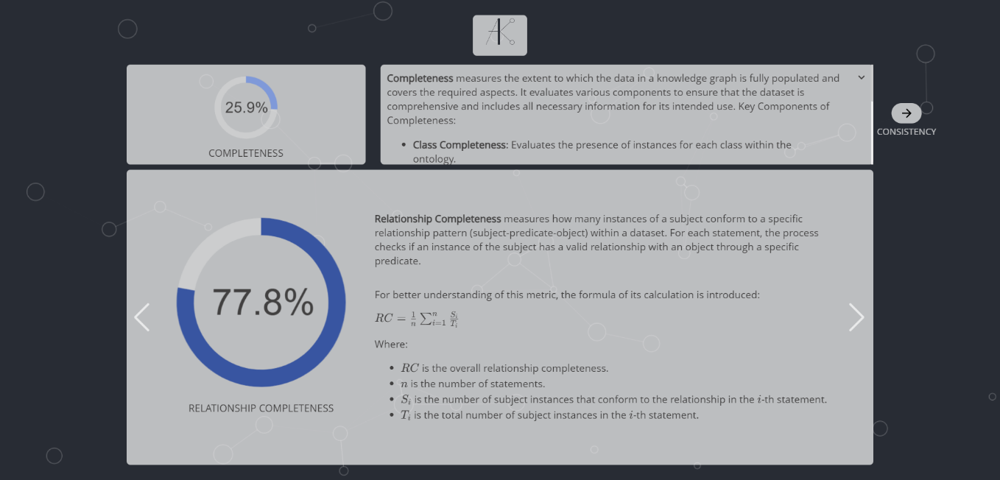 AK
25.9%
COMPLETENESS
Completeness measures the extent to which the data in a knowledge graph is fully populated and
covers the required aspects. It evaluates various components to ensure that the dataset is
comprehensive and includes all necessary information for its intended use. Key Components of
Completeness:
• Class Completeness: Evaluates the presence of instances for each class within the
ontology.
→
CONSISTENCY
77.8%
RELATIONSHIP COMPLETENESS
Relationship Completeness measures how many instances of a subject conform to a specific
relationship pattern (subject-predicate-object) within a dataset. For each statement, the process
checks if an instance of the subject has a valid relationship with an object through a specific
predicate.
For better understanding of this metric, the formula of its calculation is introduced:
RC = 1/n ∑ⁿᵢ₌₁ Sᵢ/Tᵢ
Where:
• RC is the overall relationship completeness.
• n is the number of statements.
• Sᵢ is the number of subject instances that conform to the relationship in the i-th statement.
• Tᵢ is the total number of subject instances in the i-th statement.